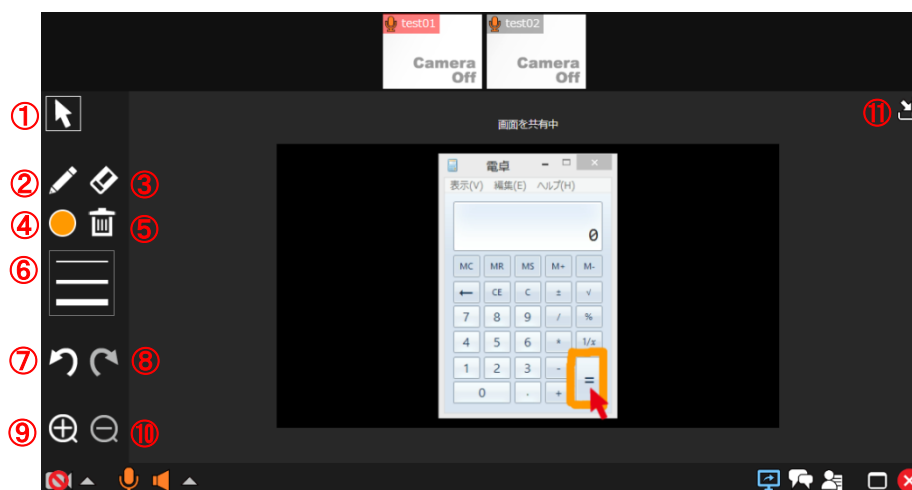 test01 test02
Camera Off Camera Off
①
⑪
画面を共有中
電卓
②
③
表示(V) 編集(E) ヘルプ(H)
④
⑤
0
⑥
MC MR MS M+ M-
← CE C ± √
7 8 9 / %
4 5 6 * 1/x
⑦
⑧
1 2 3 - =
0 . +
⑨
⑩